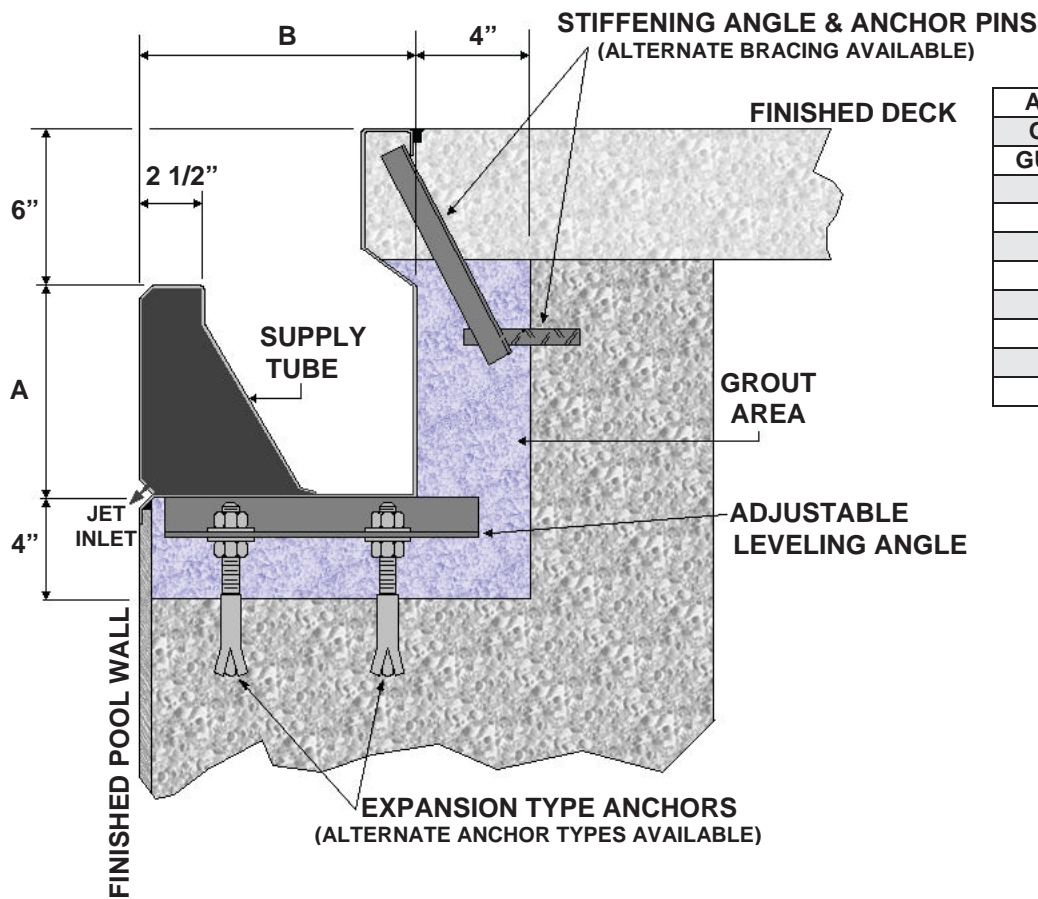 STIFFENING ANGLE & ANCHOR PINS
(ALTERNATE BRACING AVAILABLE)
B
4”
FINISHED DECK
2 1/2”
6”
SUPPLY
TUBE
A
GROUT
AREA
JET
INLET
4”
ADJUSTABLE
LEVELING ANGLE
FINISHED POOL WALL
EXPANSION TYPE ANCHORS
(ALTERNATE ANCHOR TYPES AVAILABLE)